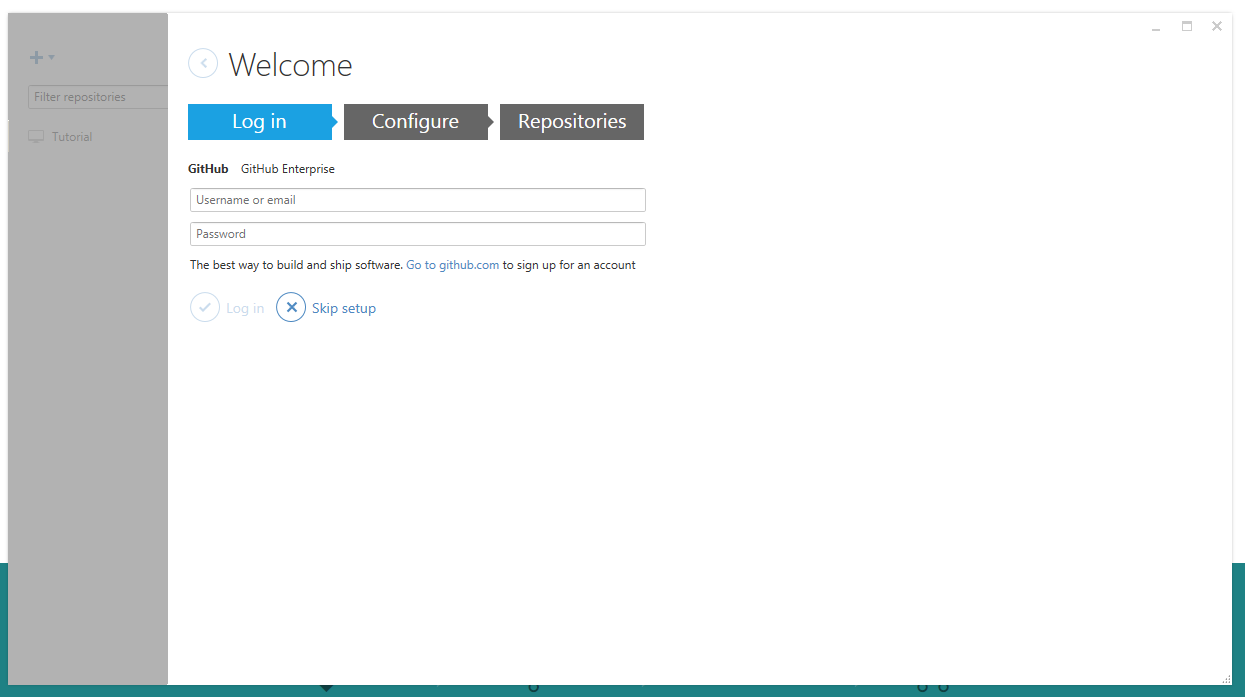 Filter repositories
Tutorial
Welcome
Log in
Configure
Repositories
GitHub GitHub Enterprise
Username or email
Password
The best way to build and ship software. Go to github.com to sign up for an account
Log in
Skip setup